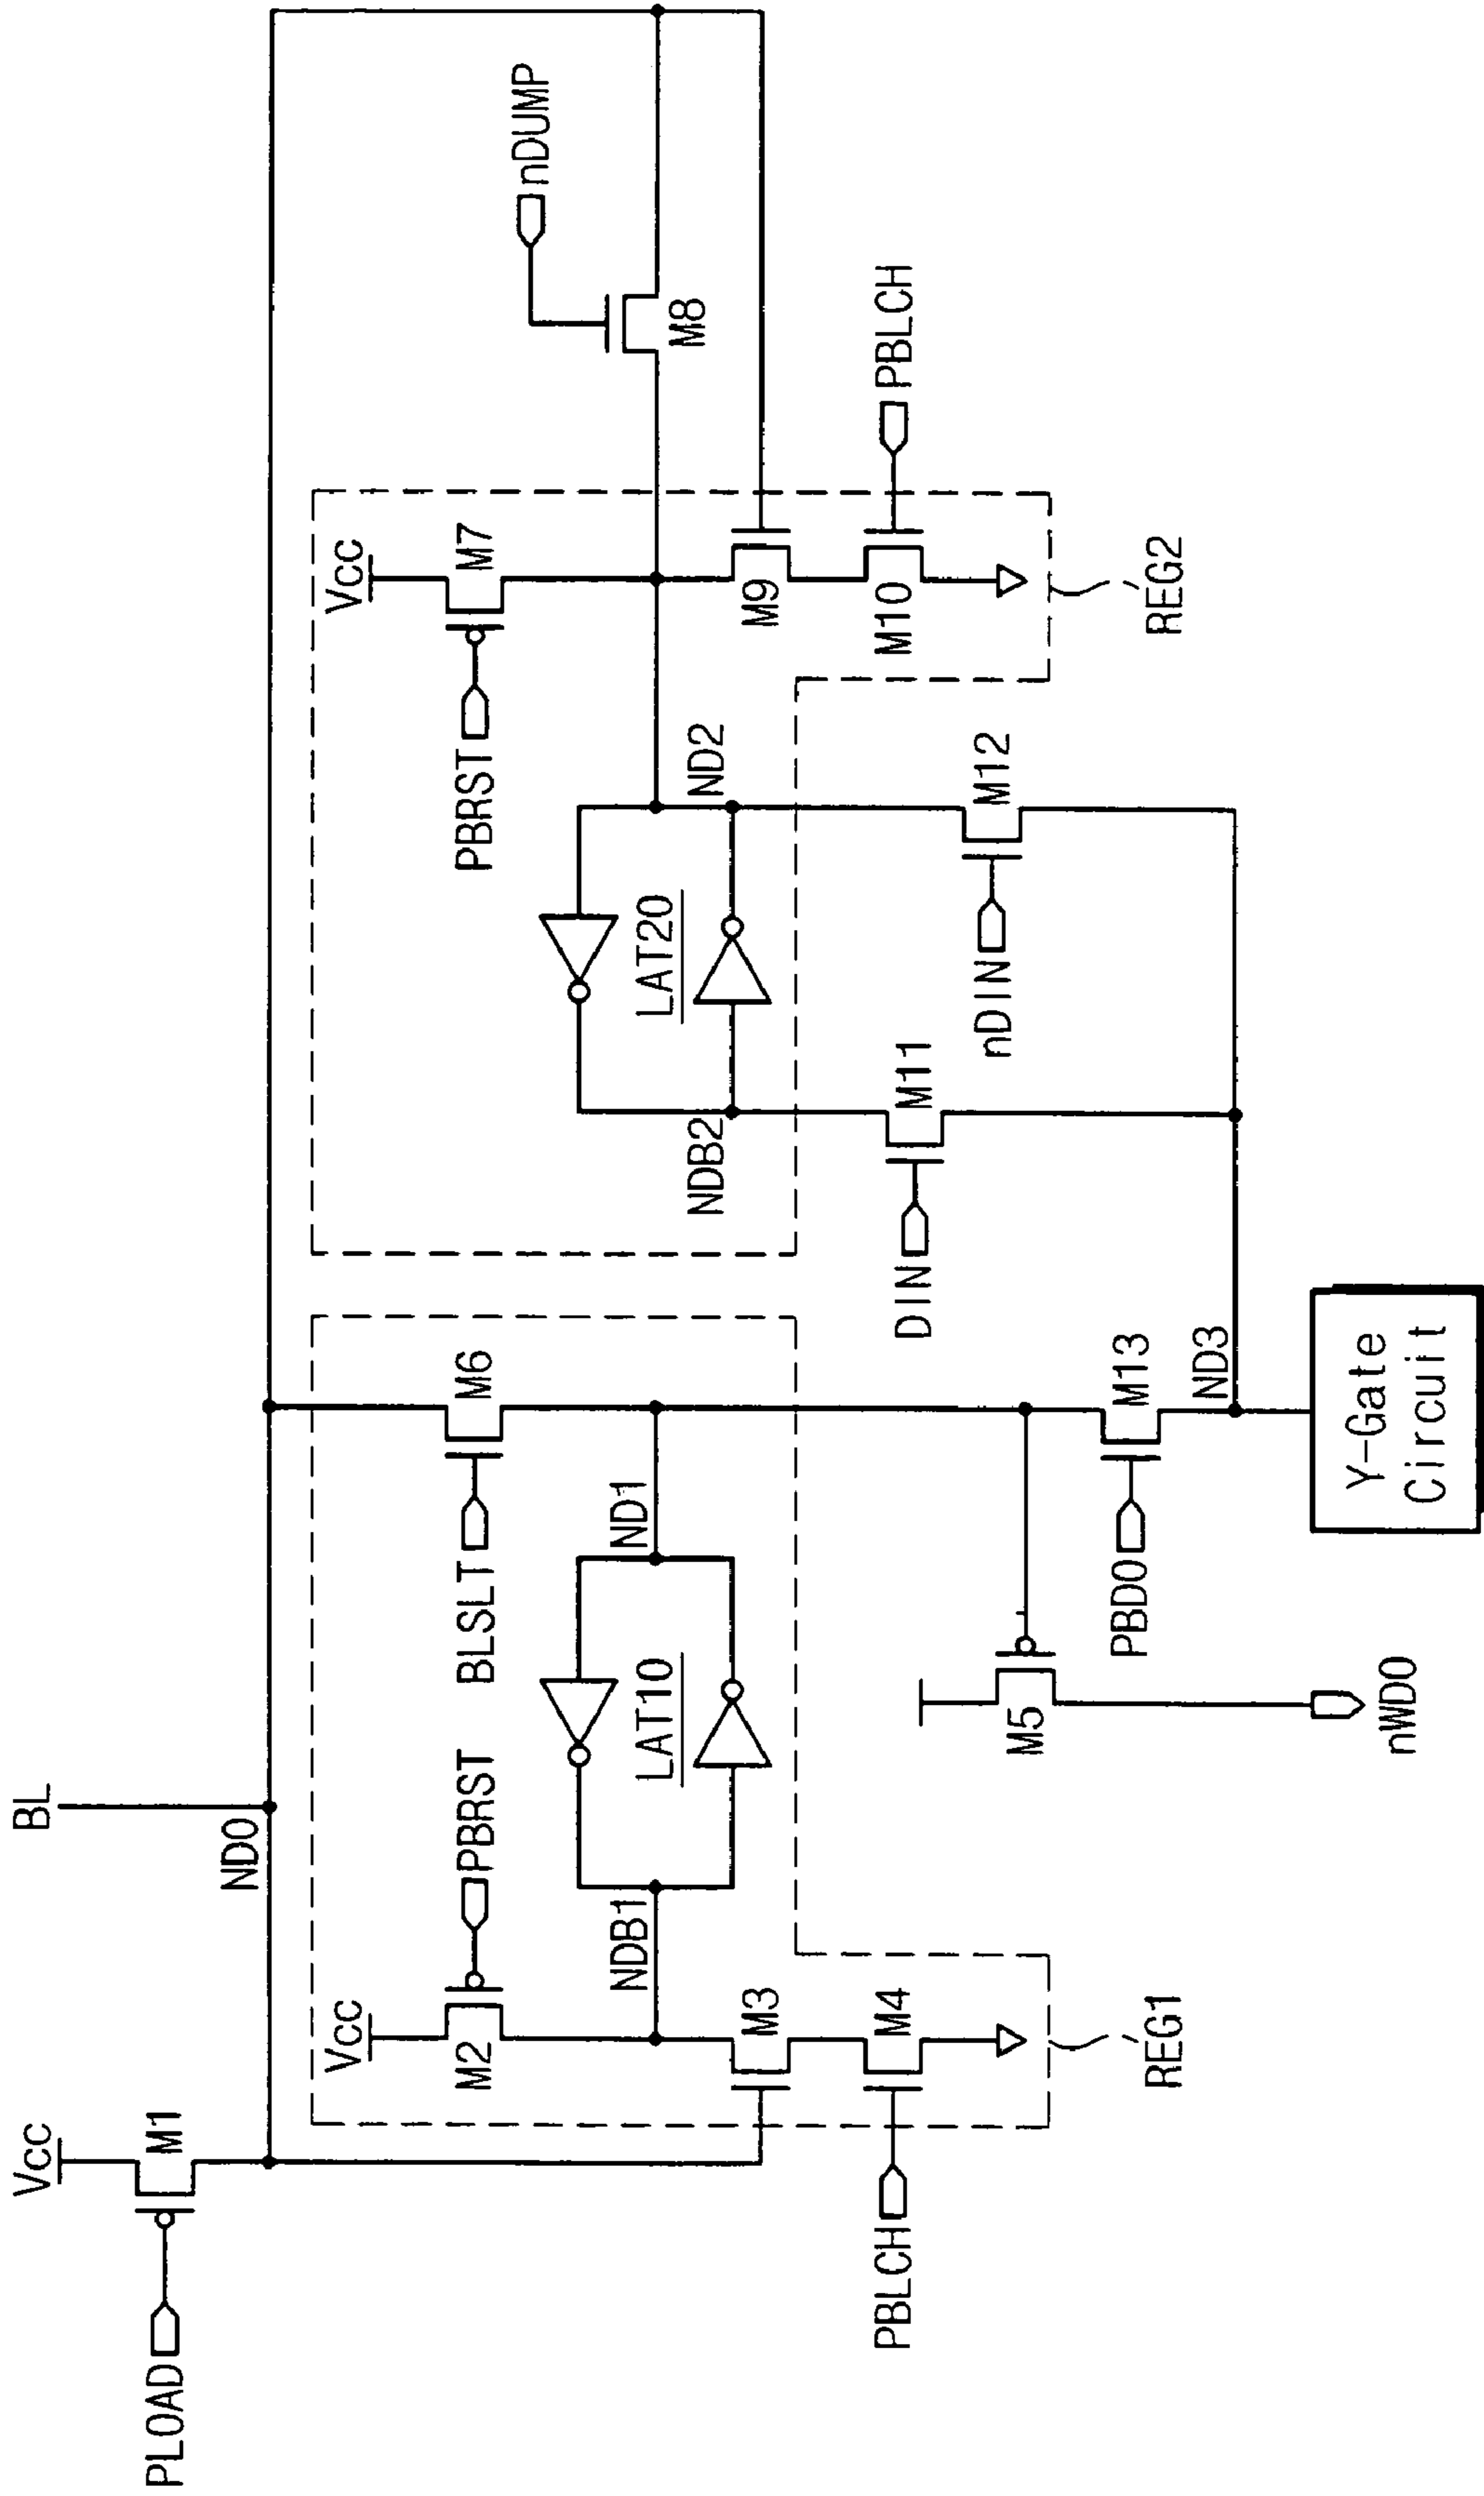 BL
Vcc
M1
PLOAD
ND0
Vcc
M2
PBRST
BLSLT
M6
PBRST
Vcc
M7
nDUMP
M8
NDB1
LAT10
ND1
NDB2
LAT20
ND2
M3
M4
PBLCH
REG1
M9
M10
PBLCH
REG2
DIN
M11
nDIN
M12
M5
nWDO
PBDO
M13
ND3
Y-Gate
Circuit